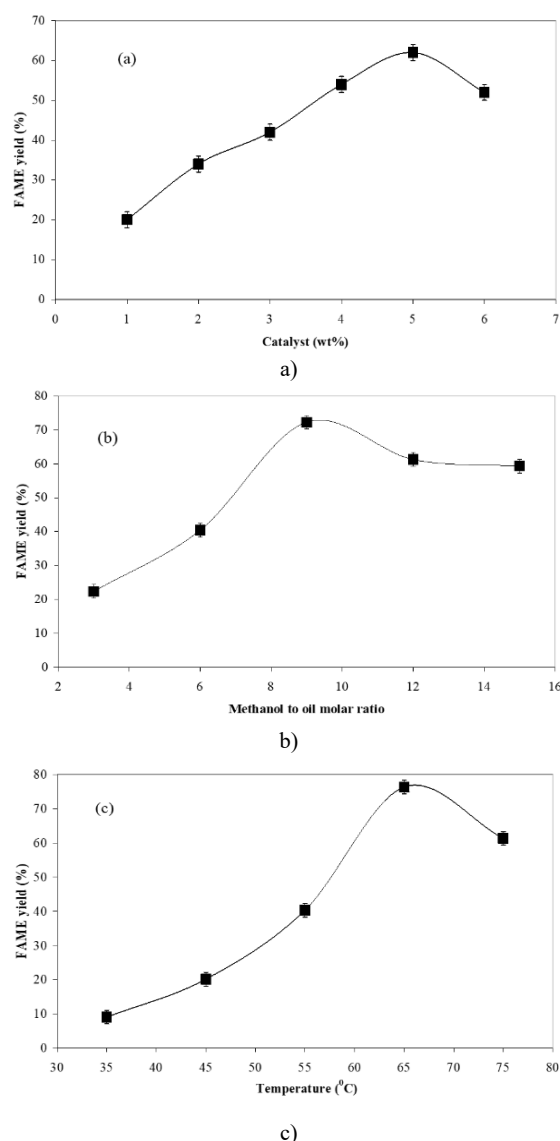 (a)
FAME yield (%)
70
60
50
40
30
20
10
0
0 1 2 3 4 5 6 7
Catalyst (wt%)
a)
(b)
FAME yield (%)
80
70
60
50
40
30
20
10
0
2 4 6 8 10 12 14 16
Methanol to oil molar ratio
b)
(c)
FAME yield (%)
80
70
60
50
40
30
20
10
0
30 35 40 45 50 55 60 65 70 75 80
Temperature (⁰C)
c)